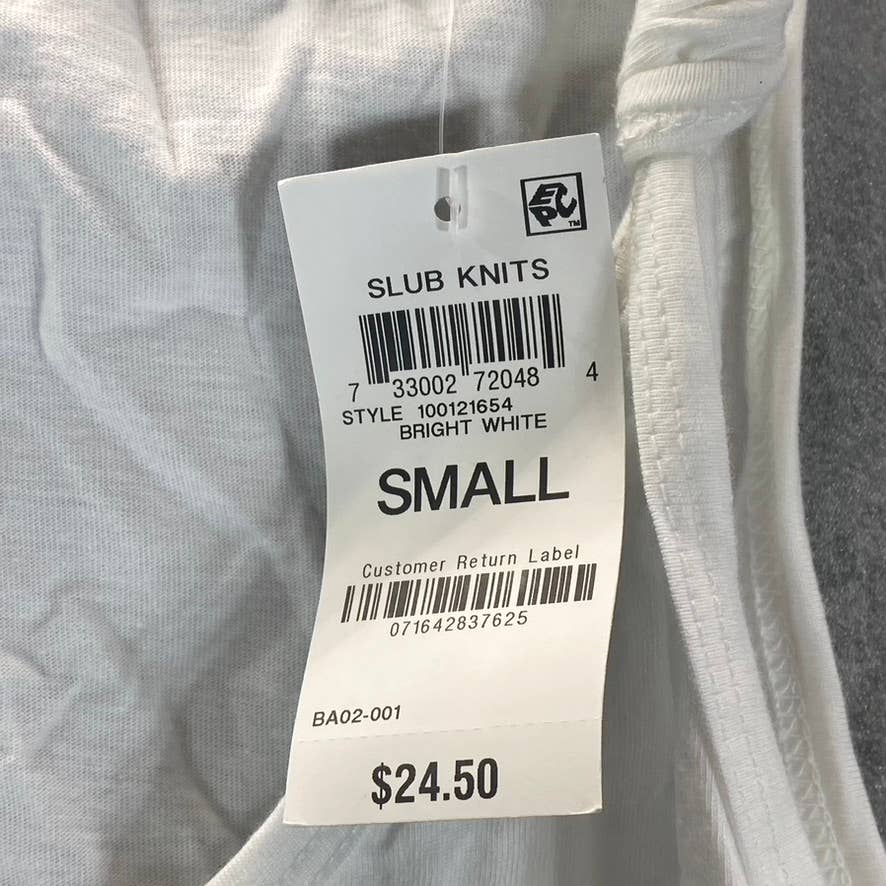 EPC
TM
SLUB KNITS
7 33002 72048 4
STYLE 100121654
BRIGHT WHITE
SMALL
Customer Return Label
071642837625
BA02-001
$24.50